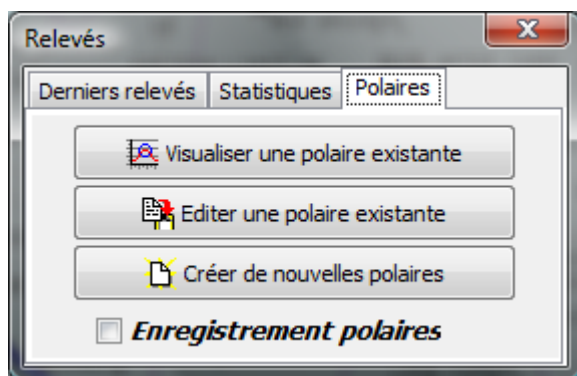 Relevés
Derniers relevés Statistiques Polaires
Visualiser une polaire existante
Editer une polaire existante
Créer de nouvelles polaires
Enregistrement polaires